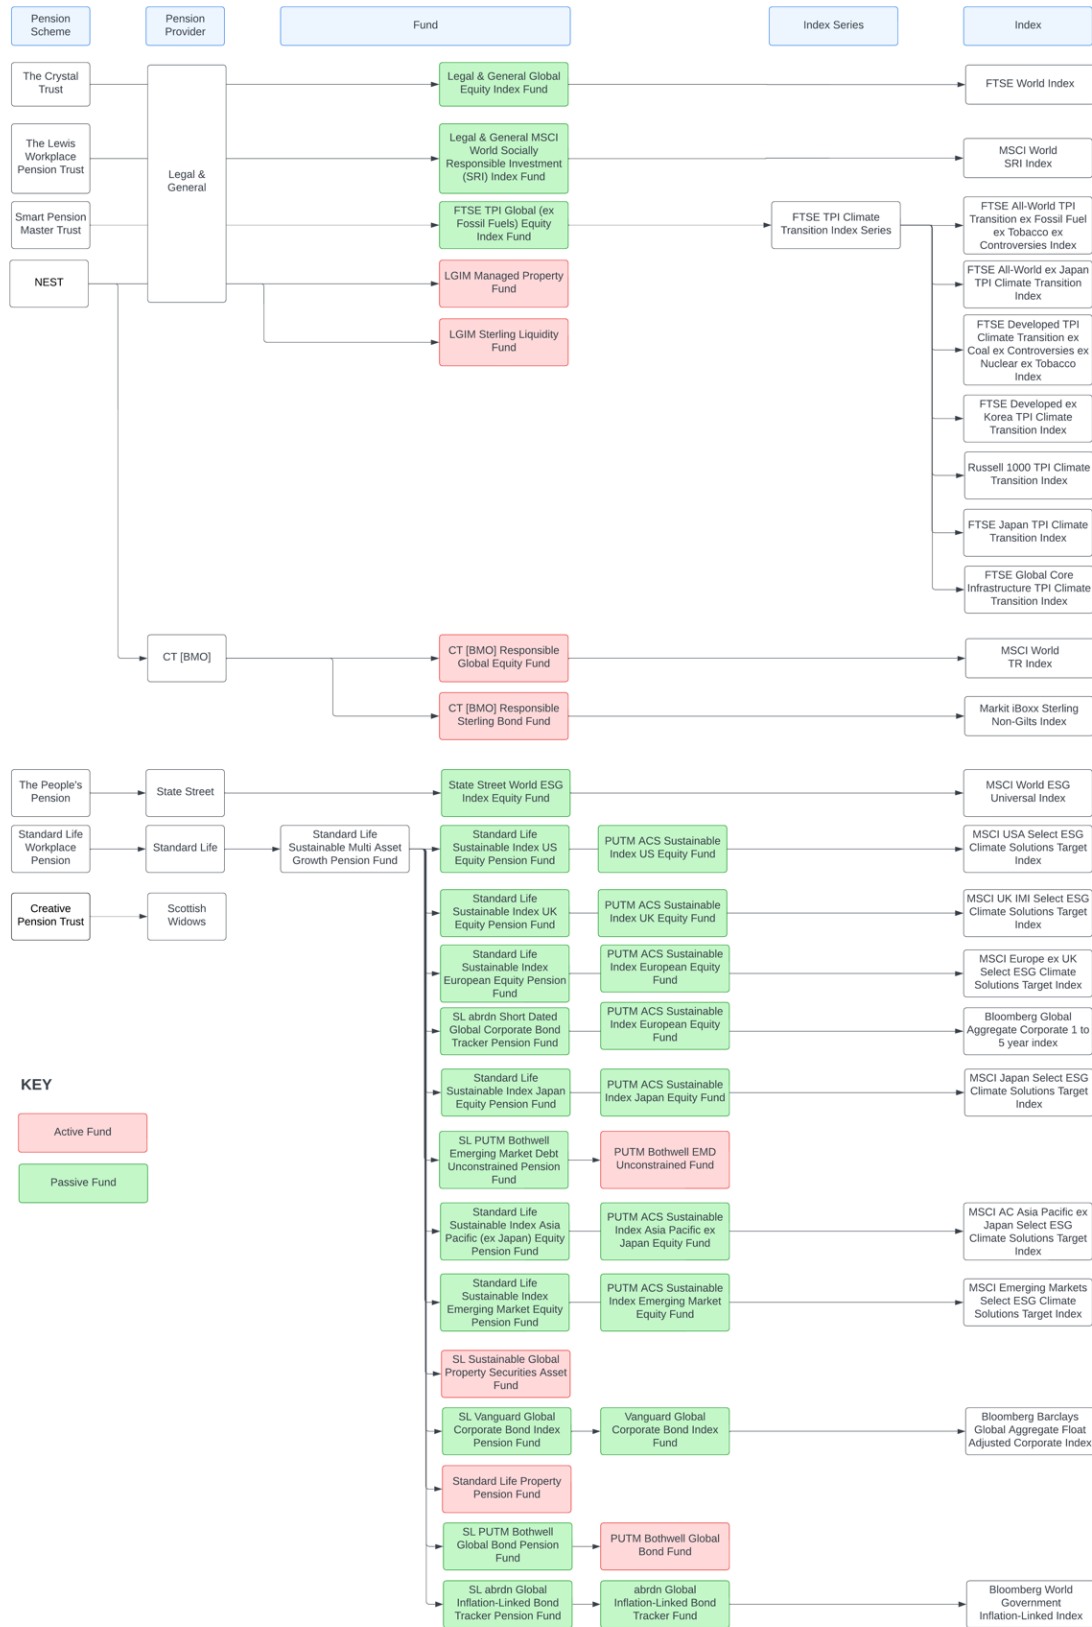 Pension
Scheme
Pension
Provider
Fund
Index Series
Index
The Crystal
Trust
Legal & General Global
Equity Index Fund
FTSE World Index
The Lewis
Workplace
Pension Trust
Legal &
General
Legal & General MSCI
World Socially
Responsible Investment
(SRI) Index Fund
MSCI World
SRI Index
Smart Pension
Master Trust
FTSE TPI Global (ex
Fossil Fuels) Equity
Index Fund
FTSE TPI Climate
Transition Index Series
FTSE All-World TPI
Transition ex Fossil Fuel
ex Tobacco ex
Controversies Index
NEST
LGIM Managed Property
Fund
FTSE All-World ex Japan
TPI Climate Transition
Index
LGIM Sterling Liquidity
Fund
FTSE Developed TPI
Climate Transition ex
Coal ex Controversies ex
Nuclear ex Tobacco
Index
FTSE Developed ex
Korea TPI Climate
Transition Index
Russell 1000 TPI Climate
Transition Index
FTSE Japan TPI Climate
Transition Index
FTSE Global Core
Infrastructure TPI Climate
Transition Index
CT [BMO]
CT [BMO] Responsible
Global Equity Fund
MSCI World
TR Index
CT [BMO] Responsible
Sterling Bond Fund
Markit iBoxx Sterling
Non-Gilts Index
The People's
Pension
State Street
State Street World ESG
Index Equity Fund
MSCI World ESG
Universal Index
Standard Life
Workplace
Pension
Standard Life
Standard Life
Sustainable Multi Asset
Growth Pension Fund
Standard Life
Sustainable Index US
Equity Pension Fund
PUTM ACS Sustainable
Index US Equity Fund
MSCI USA Select ESG
Climate Solutions Target
Index
Creative
Pension Trust
Scottish
Widows
Standard Life
Sustainable Index UK
Equity Pension Fund
PUTM ACS Sustainable
Index UK Equity Fund
MSCI UK IMI Select ESG
Climate Solutions Target
Index
Standard Life
Sustainable Index
European Equity Pension
Fund
PUTM ACS Sustainable
Index European Equity
Fund
MSCI Europe ex UK
Select ESG Climate
Solutions Target Index
SL abrdn Short Dated
Global Corporate Bond
Tracker Pension Fund
PUTM ACS Sustainable
Index European Equity
Fund
Bloomberg Global
Aggregate Corporate 1 to
5 year index
KEY
Standard Life
Sustainable Index Japan
Equity Pension Fund
PUTM ACS Sustainable
Index Japan Equity Fund
MSCI Japan Select ESG
Climate Solutions Target
Index
Active Fund
SL PUTM Bothwell
Emerging Market Debt
Unconstrained Pension
Fund
PUTM Bothwell EMD
Unconstrained Fund
Passive Fund
Standard Life
Sustainable Index Asia
Pacific (ex Japan) Equity
Pension Fund
PUTM ACS Sustainable
Index Asia Pacific ex
Japan Equity Fund
MSCI AC Asia Pacific ex
Japan Select ESG
Climate Solutions Target
Index
Standard Life
Sustainable Index
Emerging Market Equity
Pension Fund
PUTM ACS Sustainable
Index Emerging Market
Equity Fund
MSCI Emerging Markets
Select ESG Climate
Solutions Target Index
SL Sustainable Global
Property Securities Asset
Fund
SL Vanguard Global
Corporate Bond Index
Pension Fund
Vanguard Global
Corporate Bond Index
Fund
Bloomberg Barclays
Global Aggregate Float
Adjusted Corporate Index
Standard Life Property
Pension Fund
SL PUTM Bothwell
Global Bond Pension
Fund
PUTM Bothwell Global
Bond Fund
SL abrdn Global
Inflation-Linked Bond
Tracker Pension Fund
abrdn Global
Inflation-Linked Bond
Tracker Fund
Bloomberg World
Government
Inflation-Linked Index